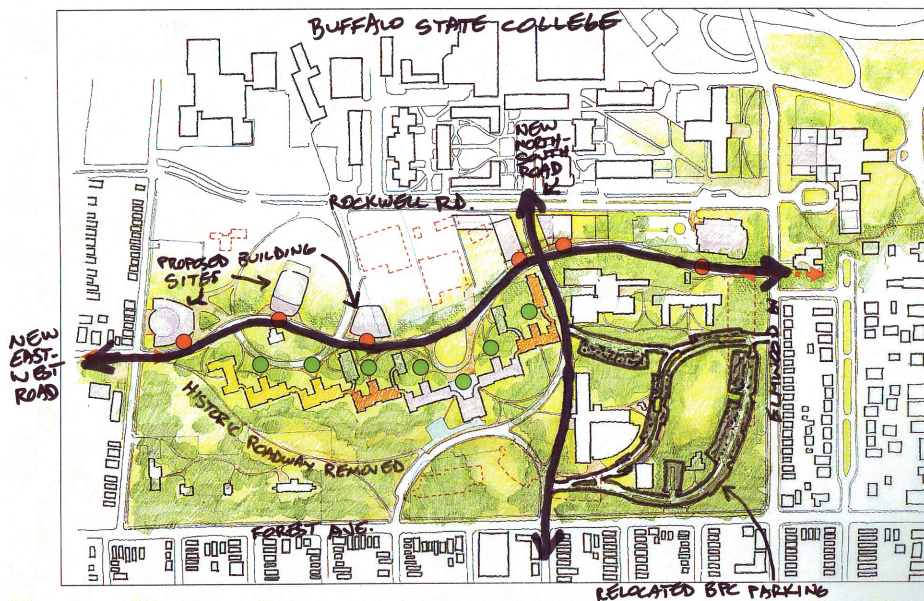 BUFFALO STATE COLLEGE
NEW
NORTH-
SOUTH
ROAD
ROCKWELL RD.
PROPOSED BUILDING
SITES
NEW
EAST-
WEST
ROAD
ELMWOOD AV
HISTORIC ROADWAY REMOVED
FOREST AVE.
RELOCATED BPC PARKING